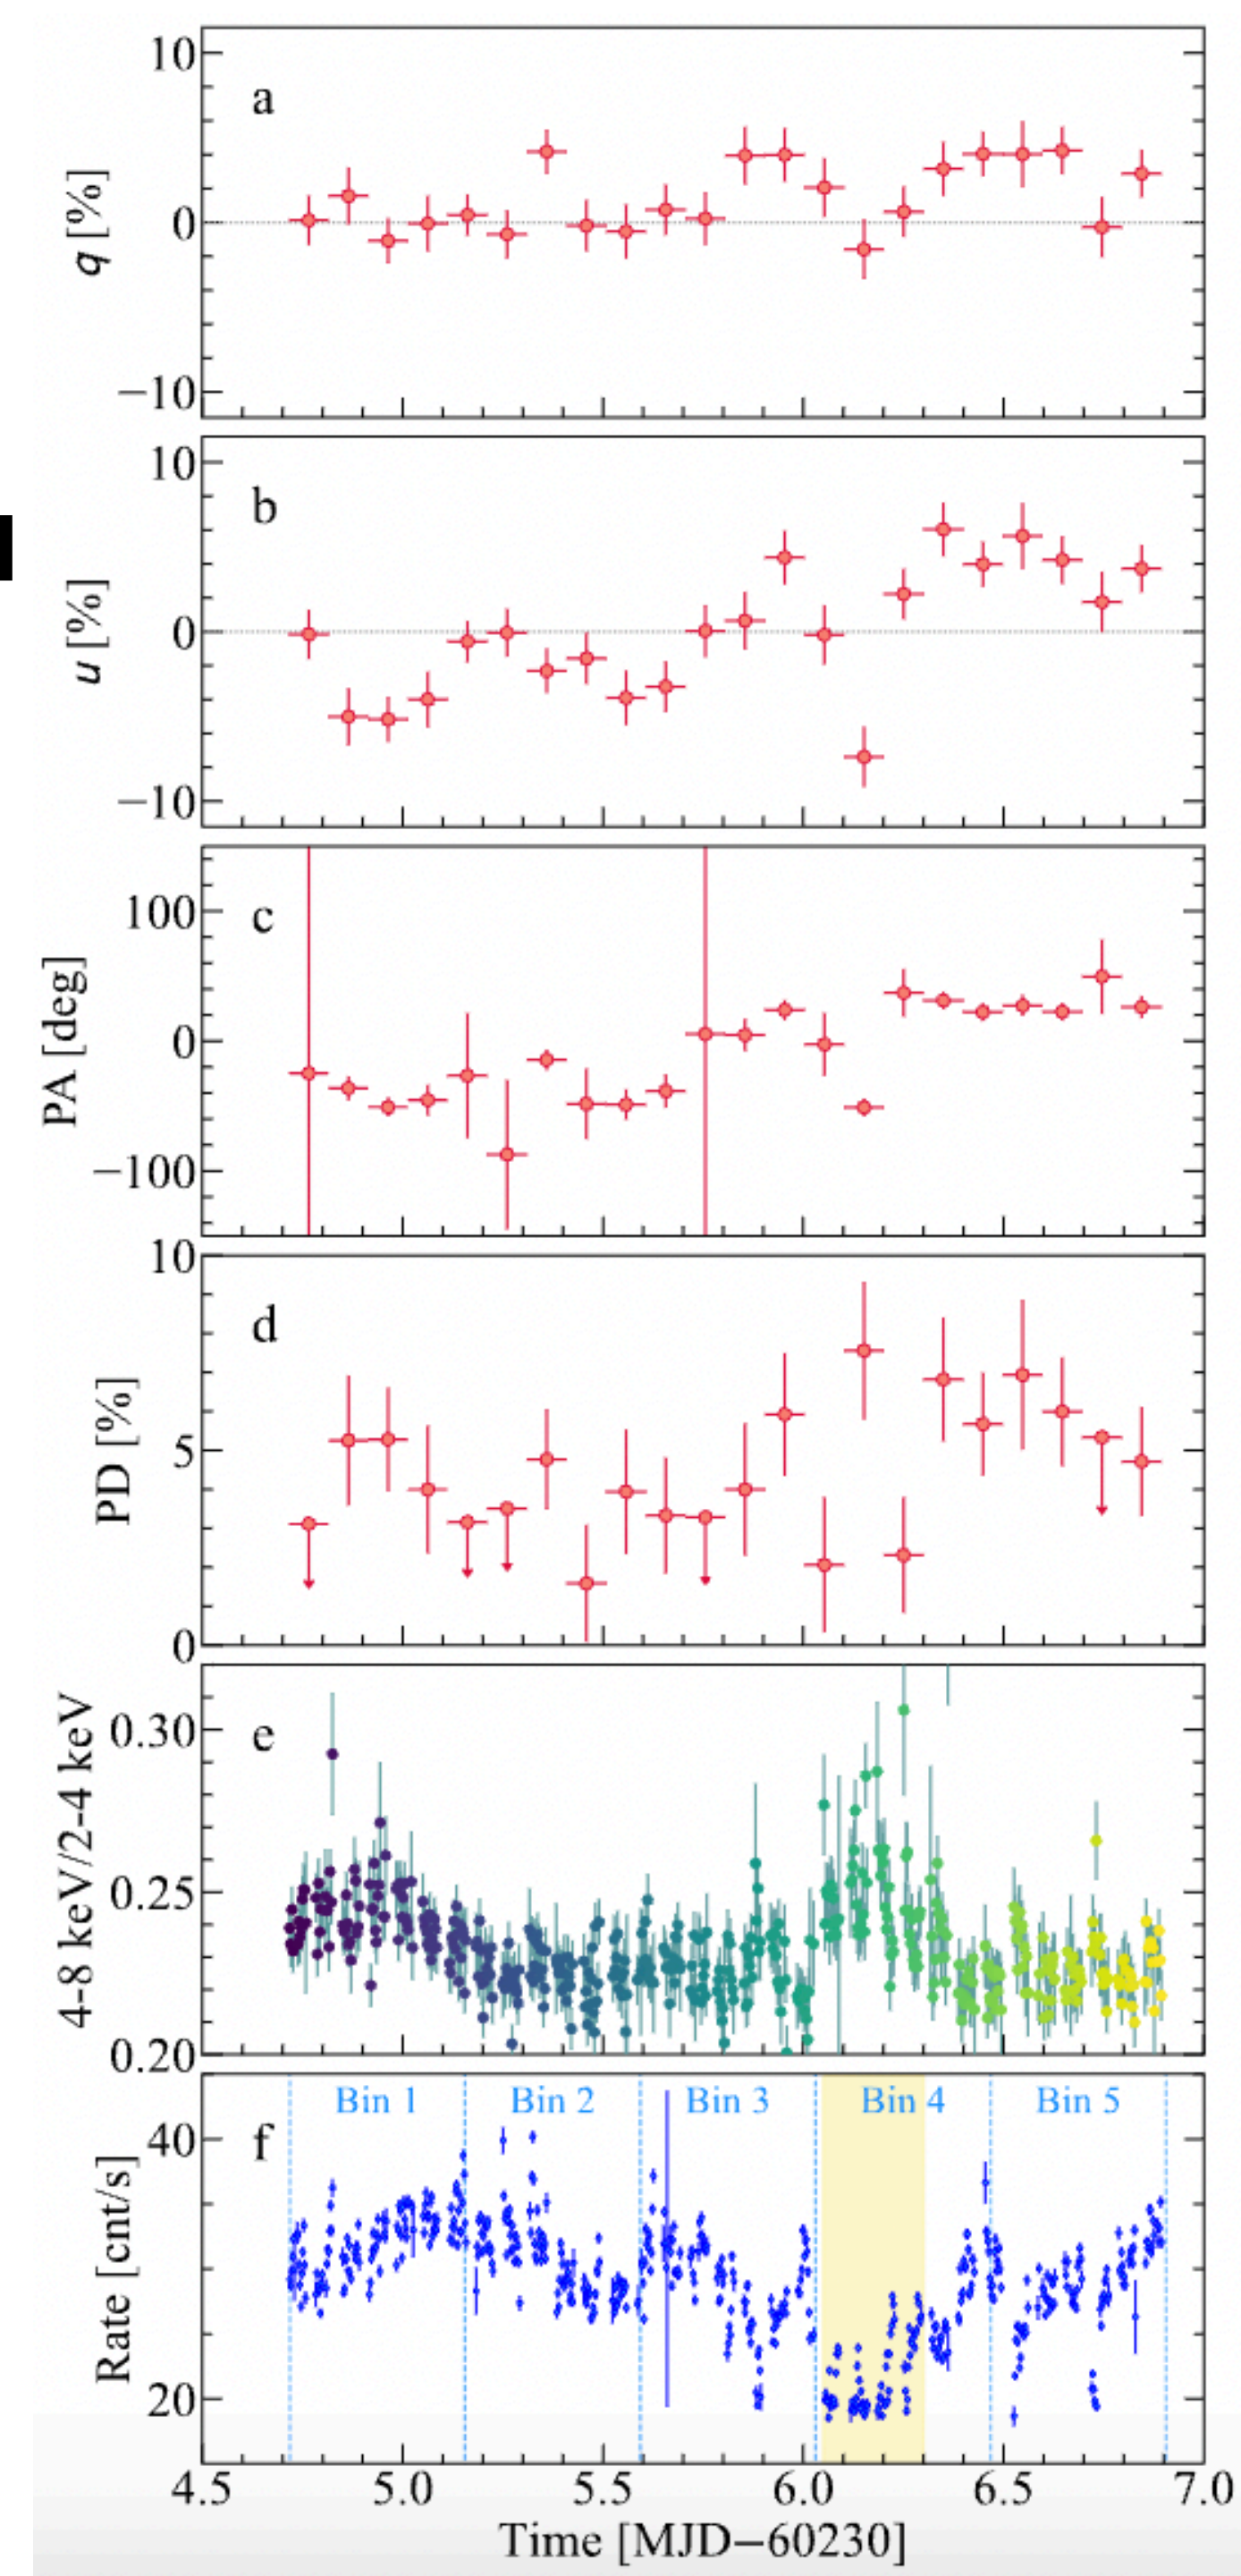 10
a
q [%]
0
−10
10
b
u [%]
0
−10
100
c
PA [deg]
0
−100
10
d
PD [%]
5
0
0.30
e
4-8 keV/2-4 keV
0.25
0.20
Bin 1 Bin 2 Bin 3 Bin 4 Bin 5
40
f
Rate [cnt/s]
20
4.5 5.0 5.5 6.0 6.5 7.0
Time [MJD−60230]